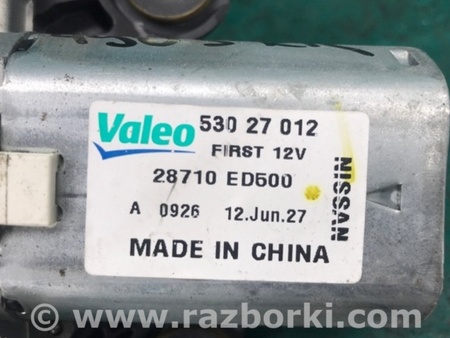 Valeo 530 27 012
FIRST 12V
28710 ED500
A 0926 12.Jun.27
MADE IN CHINA
NISSAN
© www.razborki.com